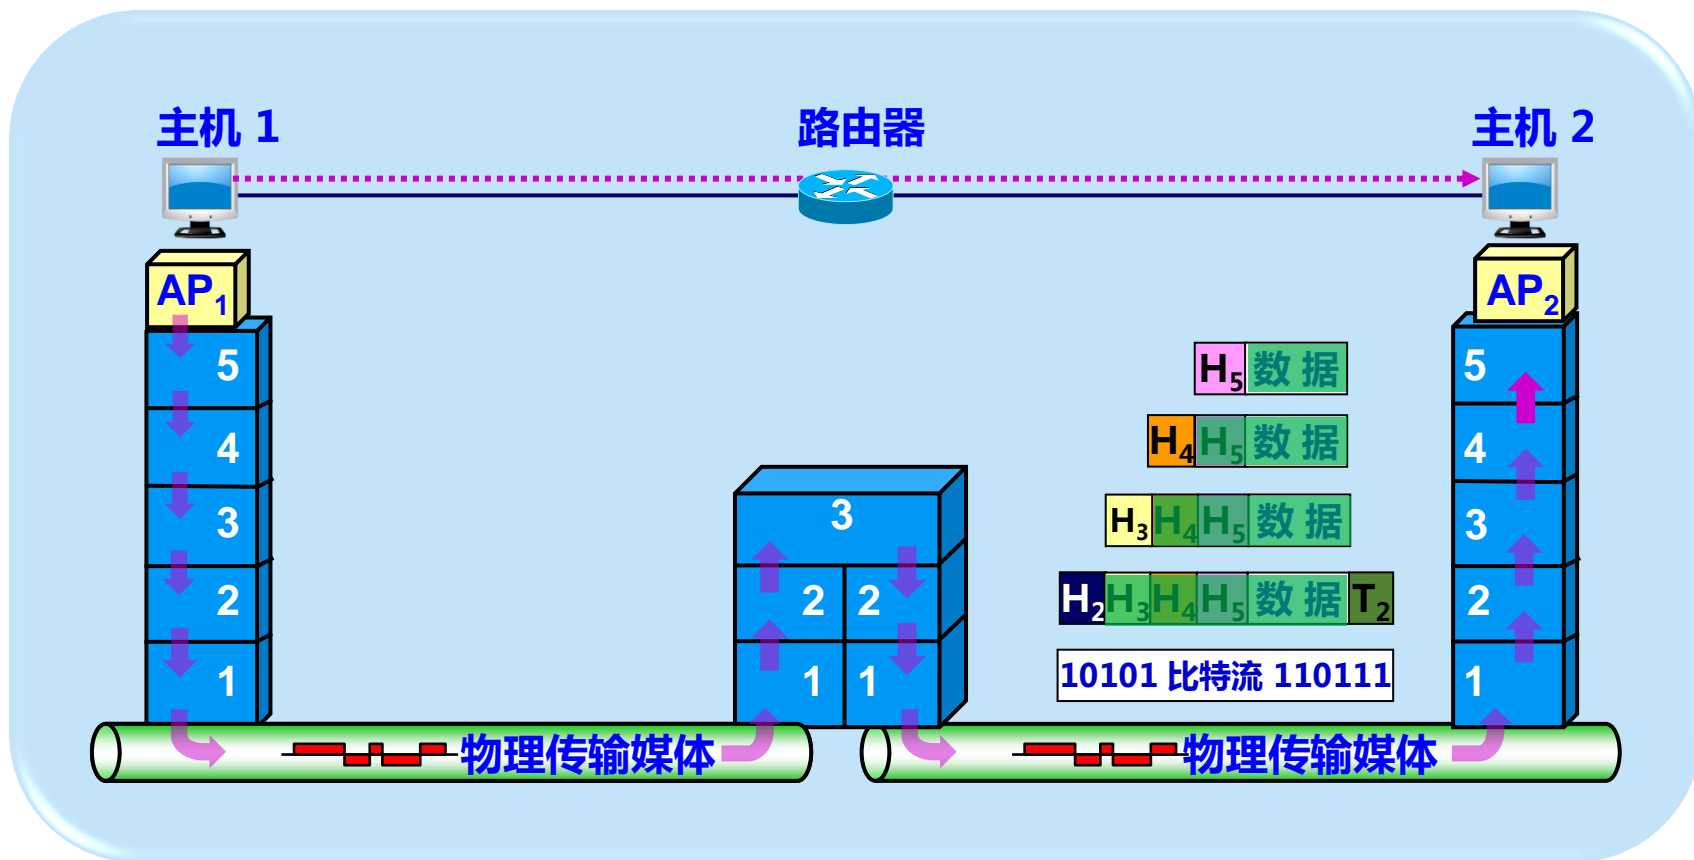 主机 1
路由器
主机 2
AP1
AP2
5
4
3
2
1
3
2 2
1 1
H5 数 据
H4 H5 数 据
H3 H4 H5 数 据
H2 H3 H4 H5 数 据 T2
10101 比特流 110111
5
4
3
2
1
物理传输媒体
物理传输媒体